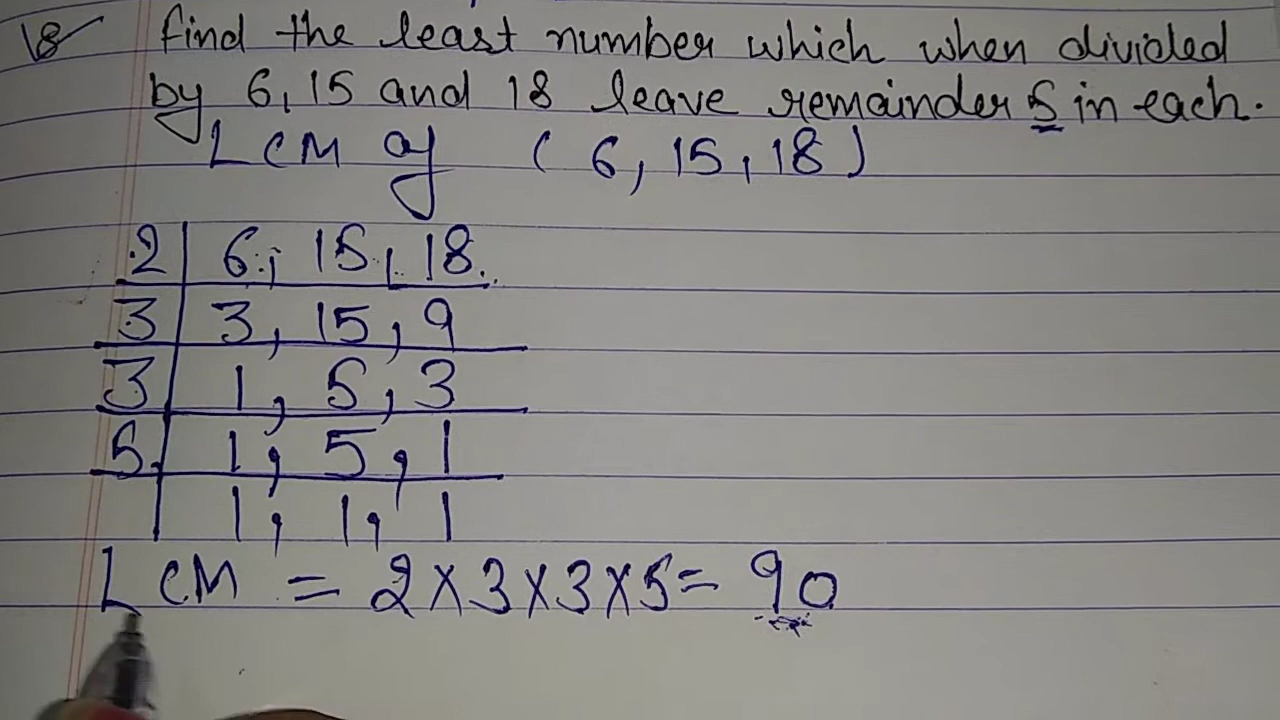 18 find the least number which when divided
by 6, 15 and 18 leave remainder 5 in each.
LCM of ( 6, 15, 18 )
2 | 6, 15, 18
3 | 3, 15, 9
3 | 1, 5, 3
5 | 1, 5, 1
| 1, 1, 1
LCM = 2×3×3×5= 90